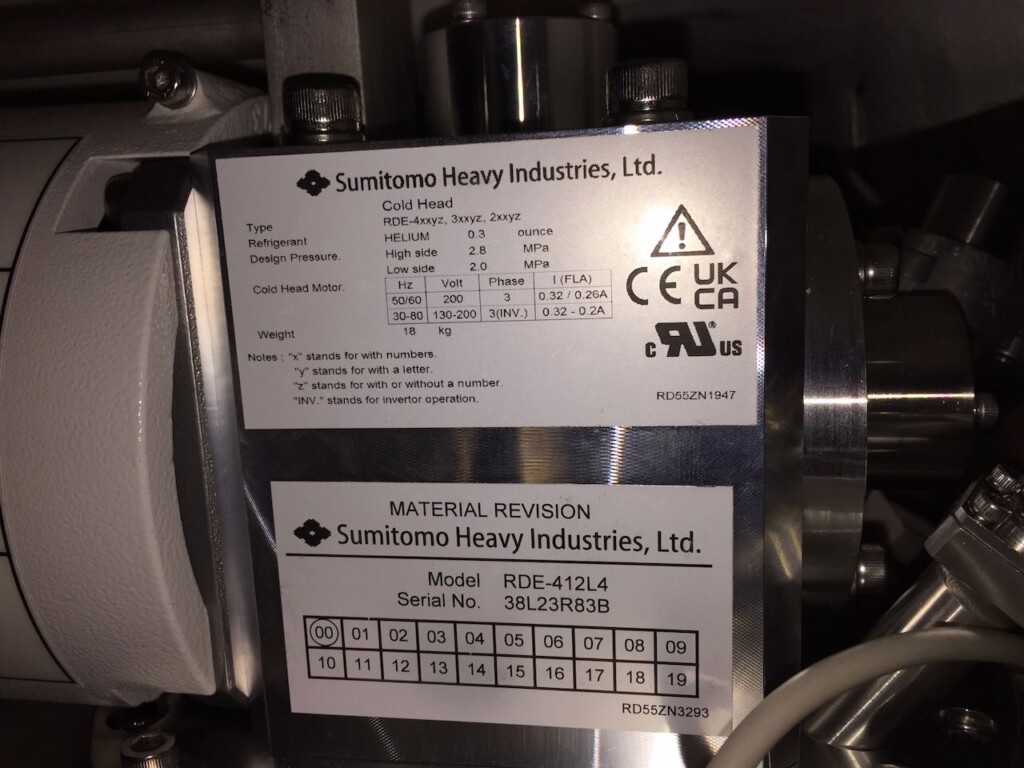 Sumitomo Heavy Industries, Ltd.
Cold Head
Type RDE-4xxyz, 3xxyz, 2xxyz
Refrigerant HELIUM 0.3 ounce
Design Pressure. High side 2.8 MPa
Low side 2.0 MPa
Cold Head Motor. Hz Volt Phase I (FLA)
50/60 200 3 0.32 / 0.26A
30-80 130-200 3(INV.) 0.32 - 0.2A
Weight 18 kg
Notes : "x" stands for with numbers.
"y" stands for with a letter.
"z" stands for with or without a number.
"INV." stands for invertor operation.
CE UK
CA
c RU ® US
RD55ZN1947
MATERIAL REVISION
Sumitomo Heavy Industries, Ltd.
Model RDE-412L4
Serial No. 38L23R83B
00 01 02 03 04 05 06 07 08 09
10 11 12 13 14 15 16 17 18 19
RD55ZN3293